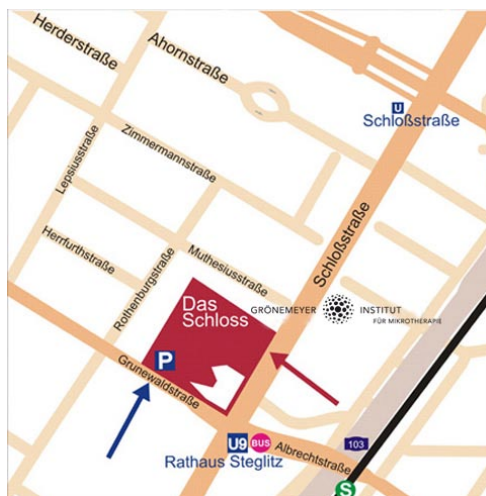 Herderstraße
Ahornstraße
U
Schloßstraße
Zimmermannstraße
Lepsiusstraße
Schloßstraße
Herrfurthstraße
Rothenburgstraße
Muthesiusstraße
Das
Schloss
GRÖNEMEYER INSTITUT
FÜR MIKROTHERAPIE
P
Grunewaldstraße
U9 BUS
Rathaus Steglitz
Albrechtstraße
103
S